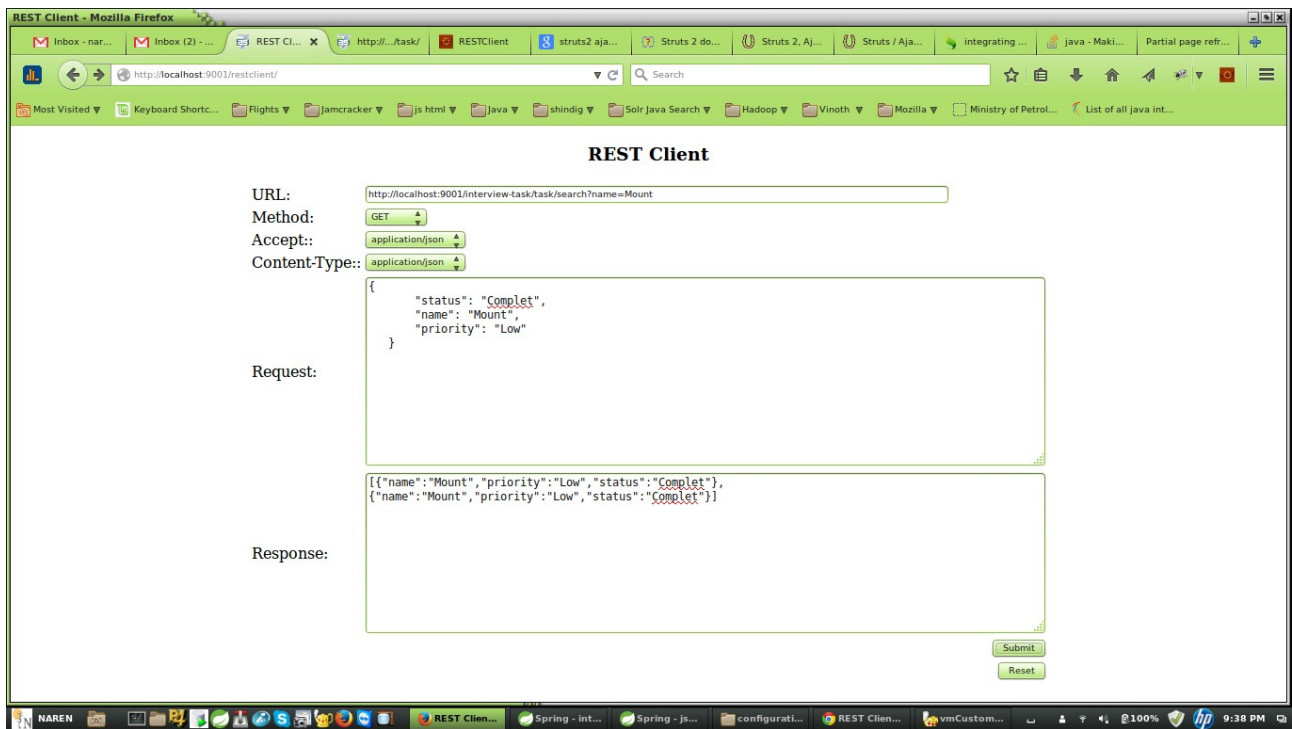 REST Client - Mozilla Firefox
Inbox - nar... Inbox (2) - ... REST Cl... x http://.../task/ RESTClient struts2 aja... Struts 2 do... Struts 2, Aj... Struts / Aja... integrating ... java - Maki... Partial page refr...
http://localhost:9001/restclient/ Search
Most Visited Keyboard Shortc... Flights Jamcracker js html Java shindig Solr Java Search Hadoop Vinoth Mozilla Ministry of Petrol... List of all java int...
REST Client
URL: http://localhost:9001/interview-task/task/search?name=Mount
Method: GET
Accept:: application/json
Content-Type:: application/json
Request:
{
"status": "Complet",
"name": "Mount",
"priority": "Low"
}
Response:
[{"name":"Mount","priority":"Low","status":"Complet"},
{"name":"Mount","priority":"Low","status":"Complet"}]
Submit
Reset
NAREN REST Clien... Spring - int... Spring - js... configurati... REST Clien... vmCustom... 100% hp 9:38 PM